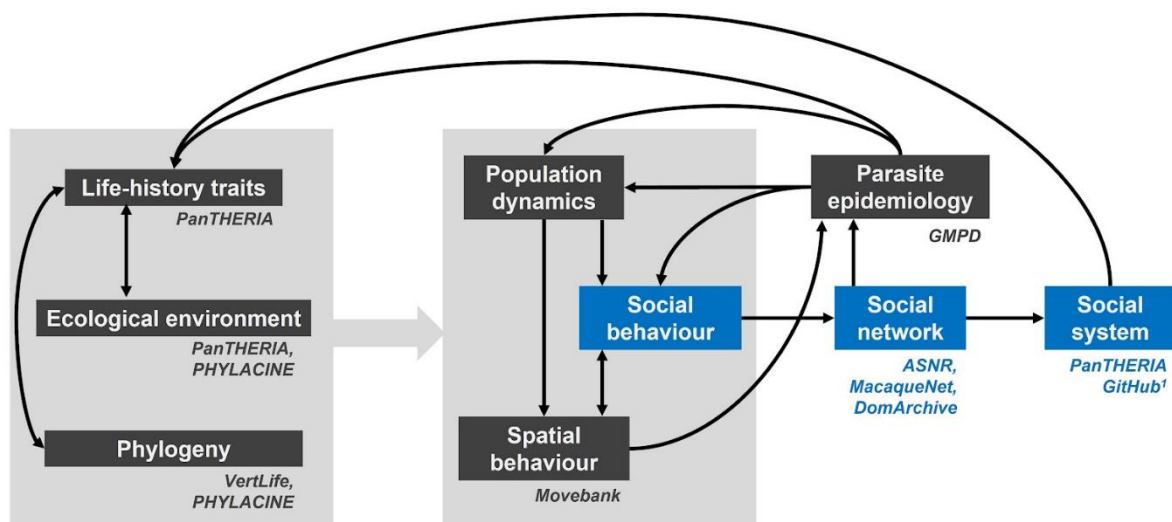 Life-history traits
PanTHERIA
Ecological environment
PanTHERIA,
PHYLACINE
Phylogeny
VertLife,
PHYLACINE
Population
dynamics
Social
behaviour
Spatial
behaviour
Movebank
Parasite
epidemiology
GMPD
Social
network
ASNR,
MacaqueNet,
DomArchive
Social
system
PanTHERIA
GitHub¹